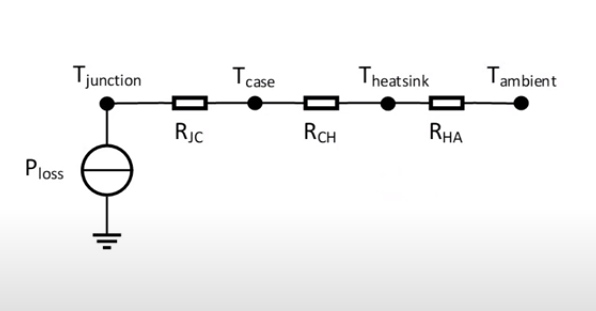 Tjunction
Tcase
Theatsink
Tambient
RJC
RCH
RHA
Ploss